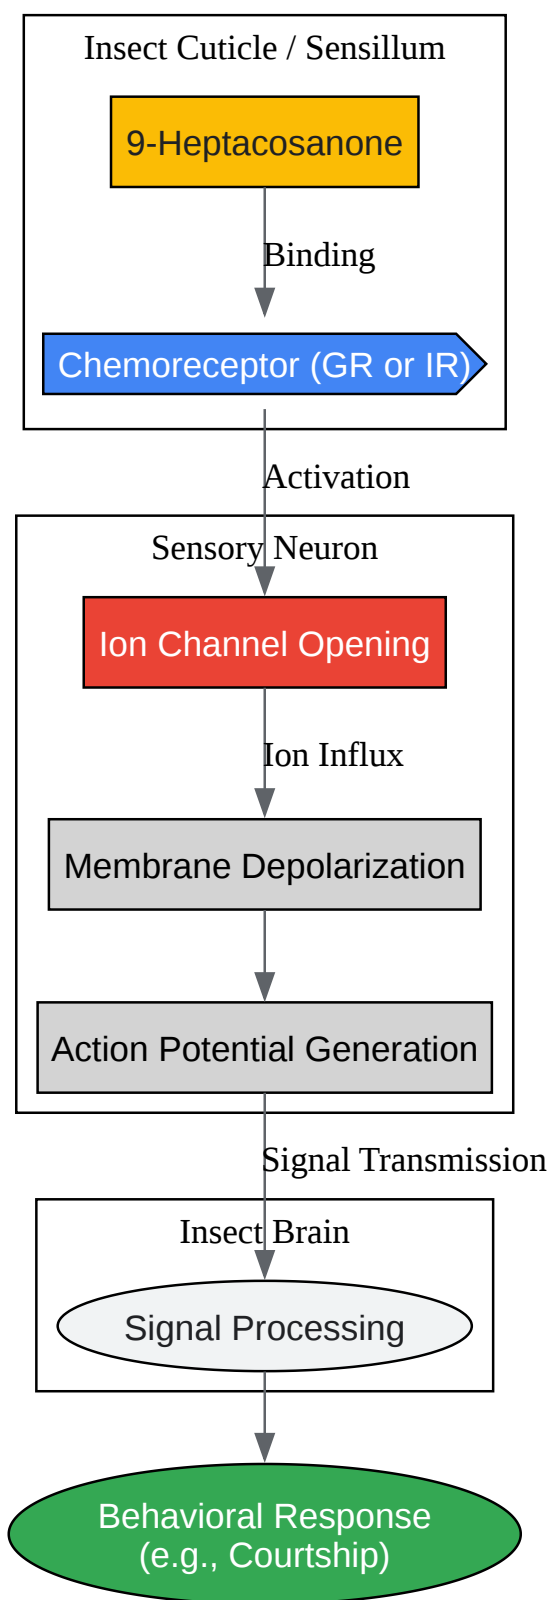 Insect Cuticle / Sensillum
9-Heptacosanone
Binding
Chemoreceptor (GR or IR)
Activation
Sensory Neuron
Ion Channel Opening
Ion Influx
Membrane Depolarization
Action Potential Generation
Signal Transmission
Insect Brain
Signal Processing
Behavioral Response
(e.g., Courtship)